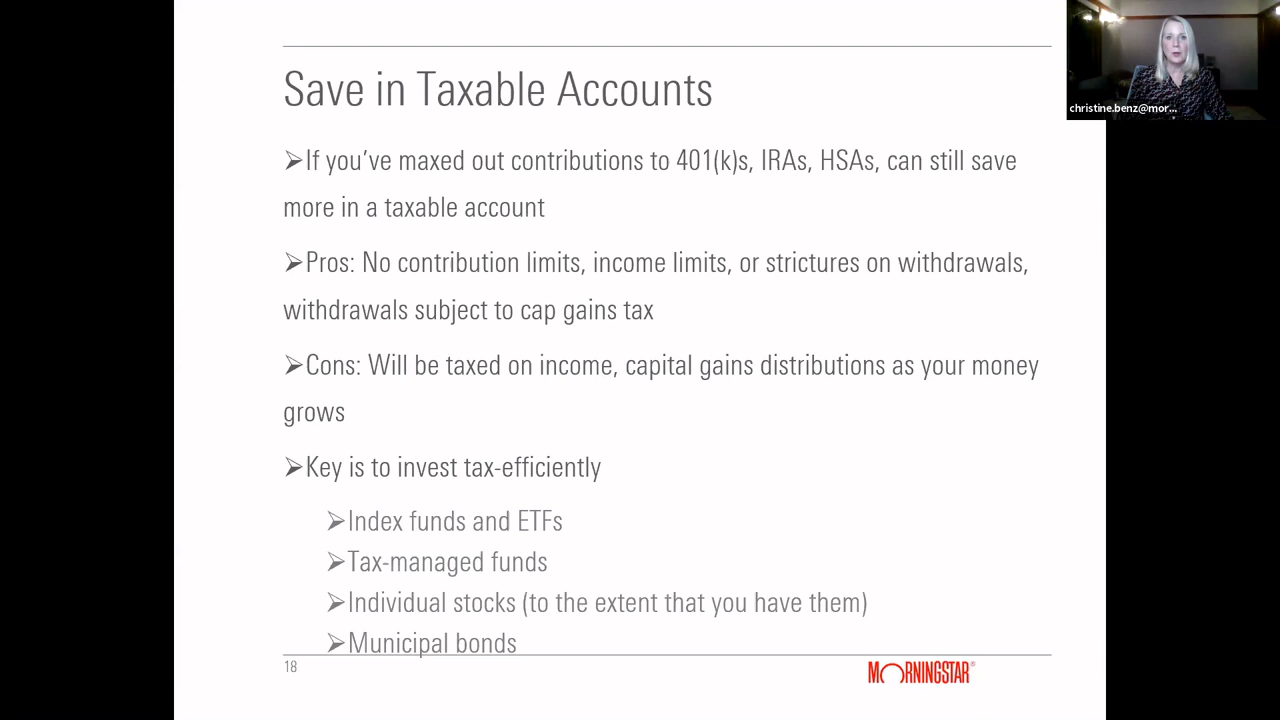 christine.benz@mor...
Save in Taxable Accounts
➢If you’ve maxed out contributions to 401(k)s, IRAs, HSAs, can still save
more in a taxable account
➢Pros: No contribution limits, income limits, or strictures on withdrawals,
withdrawals subject to cap gains tax
➢Cons: Will be taxed on income, capital gains distributions as your money
grows
➢Key is to invest tax-efficiently
➢Index funds and ETFs
➢Tax-managed funds
➢Individual stocks (to the extent that you have them)
➢Municipal bonds
18
MORNINGSTAR®